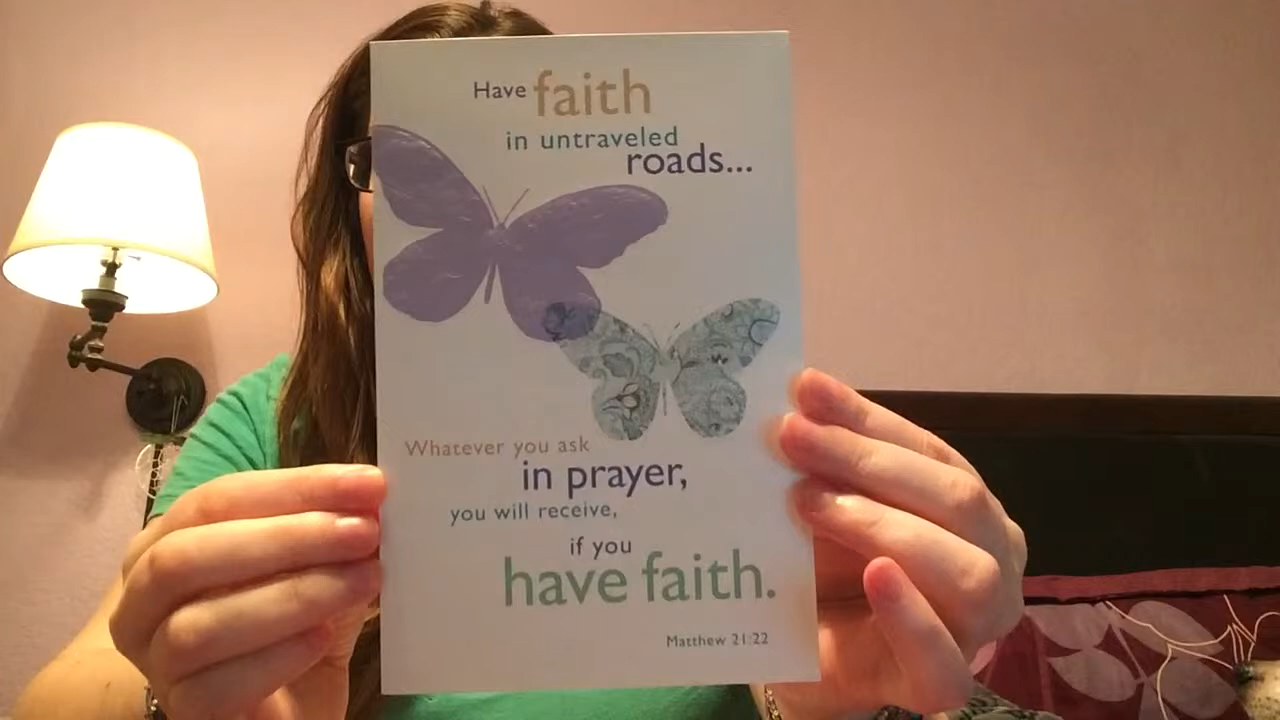 Have faith
in untraveled
roads...
Whatever you ask
in prayer,
you will receive,
if you
have faith.
Matthew 21:22